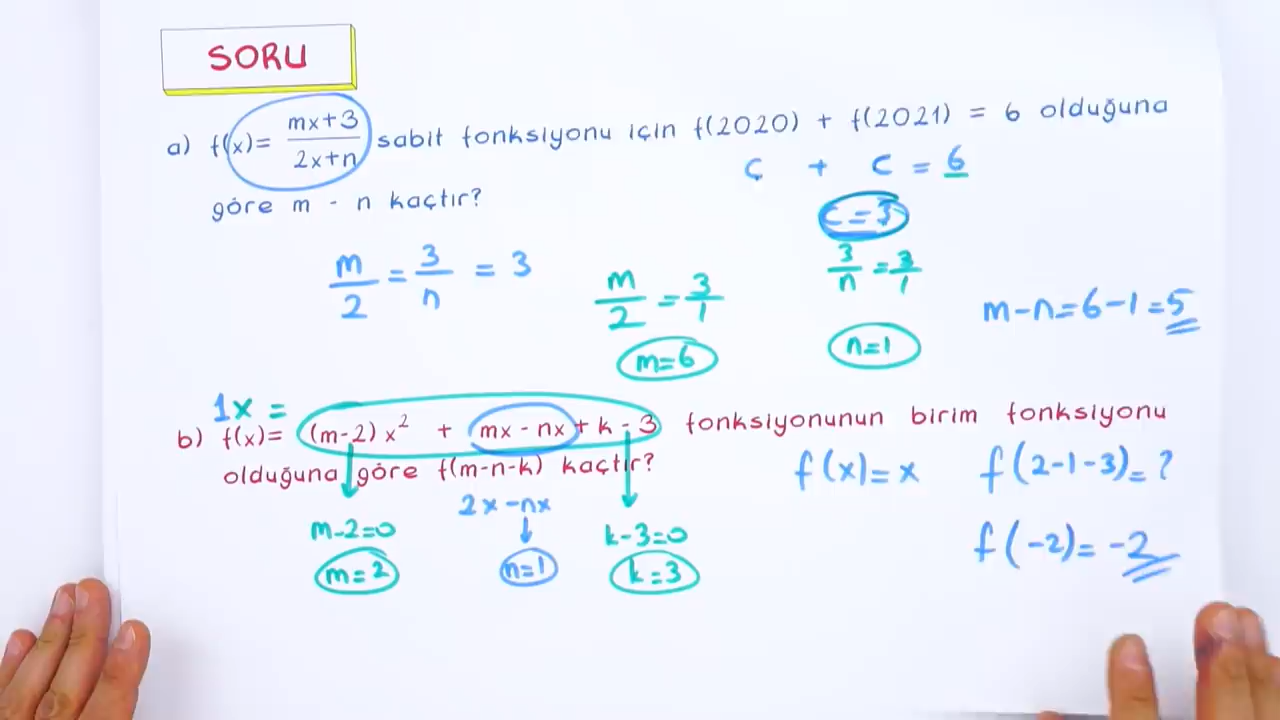 SORU
a) f(x)= mx+3 / 2x+n sabit fonksiyonu için f(2020) + f(2021) = 6 olduğuna
c + c = 6
göre m - n kaçtır?
c=3
m/2 = 3/n = 3
m/2 = 3/1
3/n = 3/1
m-n=6-1=5
m=6
n=1
1x =
b) f(x)= (m-2)x² + mx - nx + k - 3 fonksiyonunun birim fonksiyonu
olduğuna göre f(m-n-k) kaçtır?
f(x)=x
f(2-1-3)=?
2x-nx
m-2=0
k-3=0
f(-2)=-2
m=2
n=1
k=3